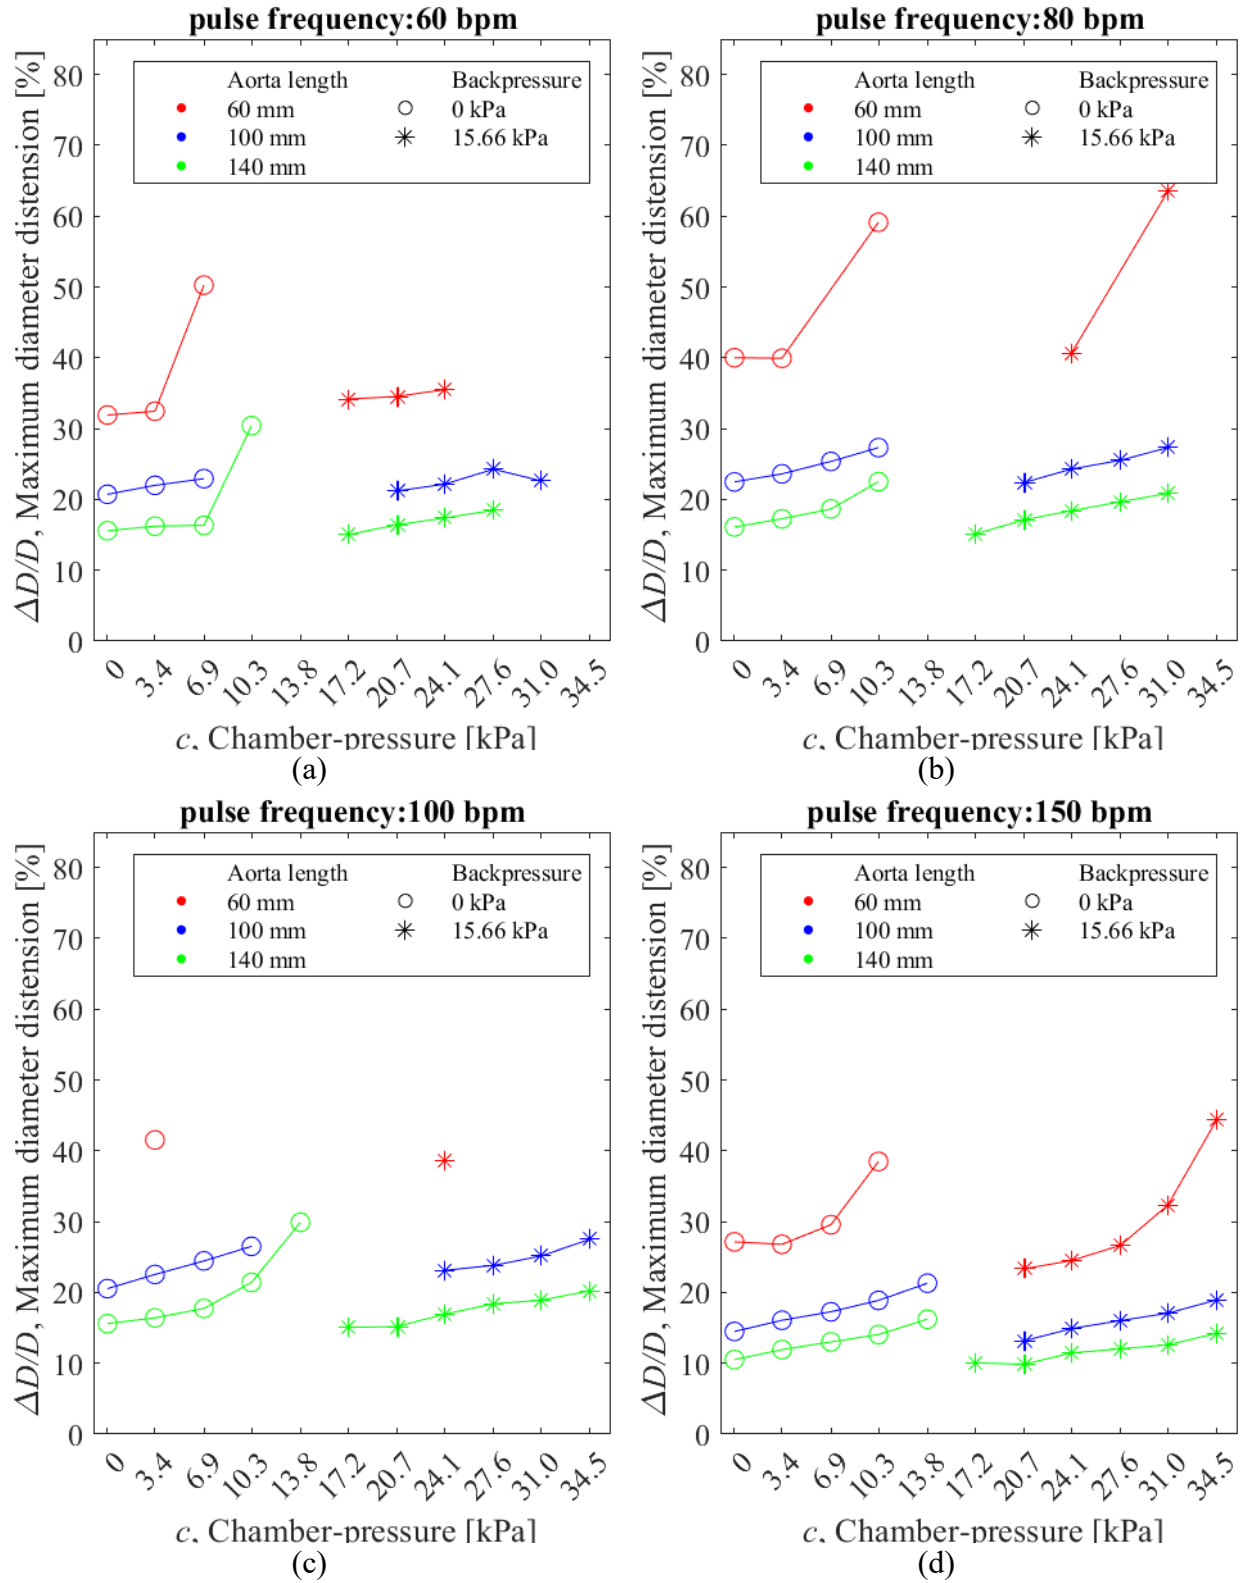 pulse frequency:60 bpm
ΔD/D, Maximum diameter distension [%]
80
70
60
50
40
30
20
10
0
Aorta length Backpressure
60 mm 0 kPa
100 mm 15.66 kPa
140 mm
0 3.4 6.9 10.3 13.8 17.2 20.7 24.1 27.6 31.0 34.5
c, Chamber-pressure [kPa]
(a)
pulse frequency:80 bpm
ΔD/D, Maximum diameter distension [%]
80
70
60
50
40
30
20
10
0
Aorta length Backpressure
60 mm 0 kPa
100 mm 15.66 kPa
140 mm
0 3.4 6.9 10.3 13.8 17.2 20.7 24.1 27.6 31.0 34.5
c, Chamber-pressure [kPa]
(b)
pulse frequency:100 bpm
ΔD/D, Maximum diameter distension [%]
80
70
60
50
40
30
20
10
0
Aorta length Backpressure
60 mm 0 kPa
100 mm 15.66 kPa
140 mm
0 3.4 6.9 10.3 13.8 17.2 20.7 24.1 27.6 31.0 34.5
c, Chamber-pressure [kPa]
(c)
pulse frequency:150 bpm
ΔD/D, Maximum diameter distension [%]
80
70
60
50
40
30
20
10
0
Aorta length Backpressure
60 mm 0 kPa
100 mm 15.66 kPa
140 mm
0 3.4 6.9 10.3 13.8 17.2 20.7 24.1 27.6 31.0 34.5
c, Chamber-pressure [kPa]
(d)